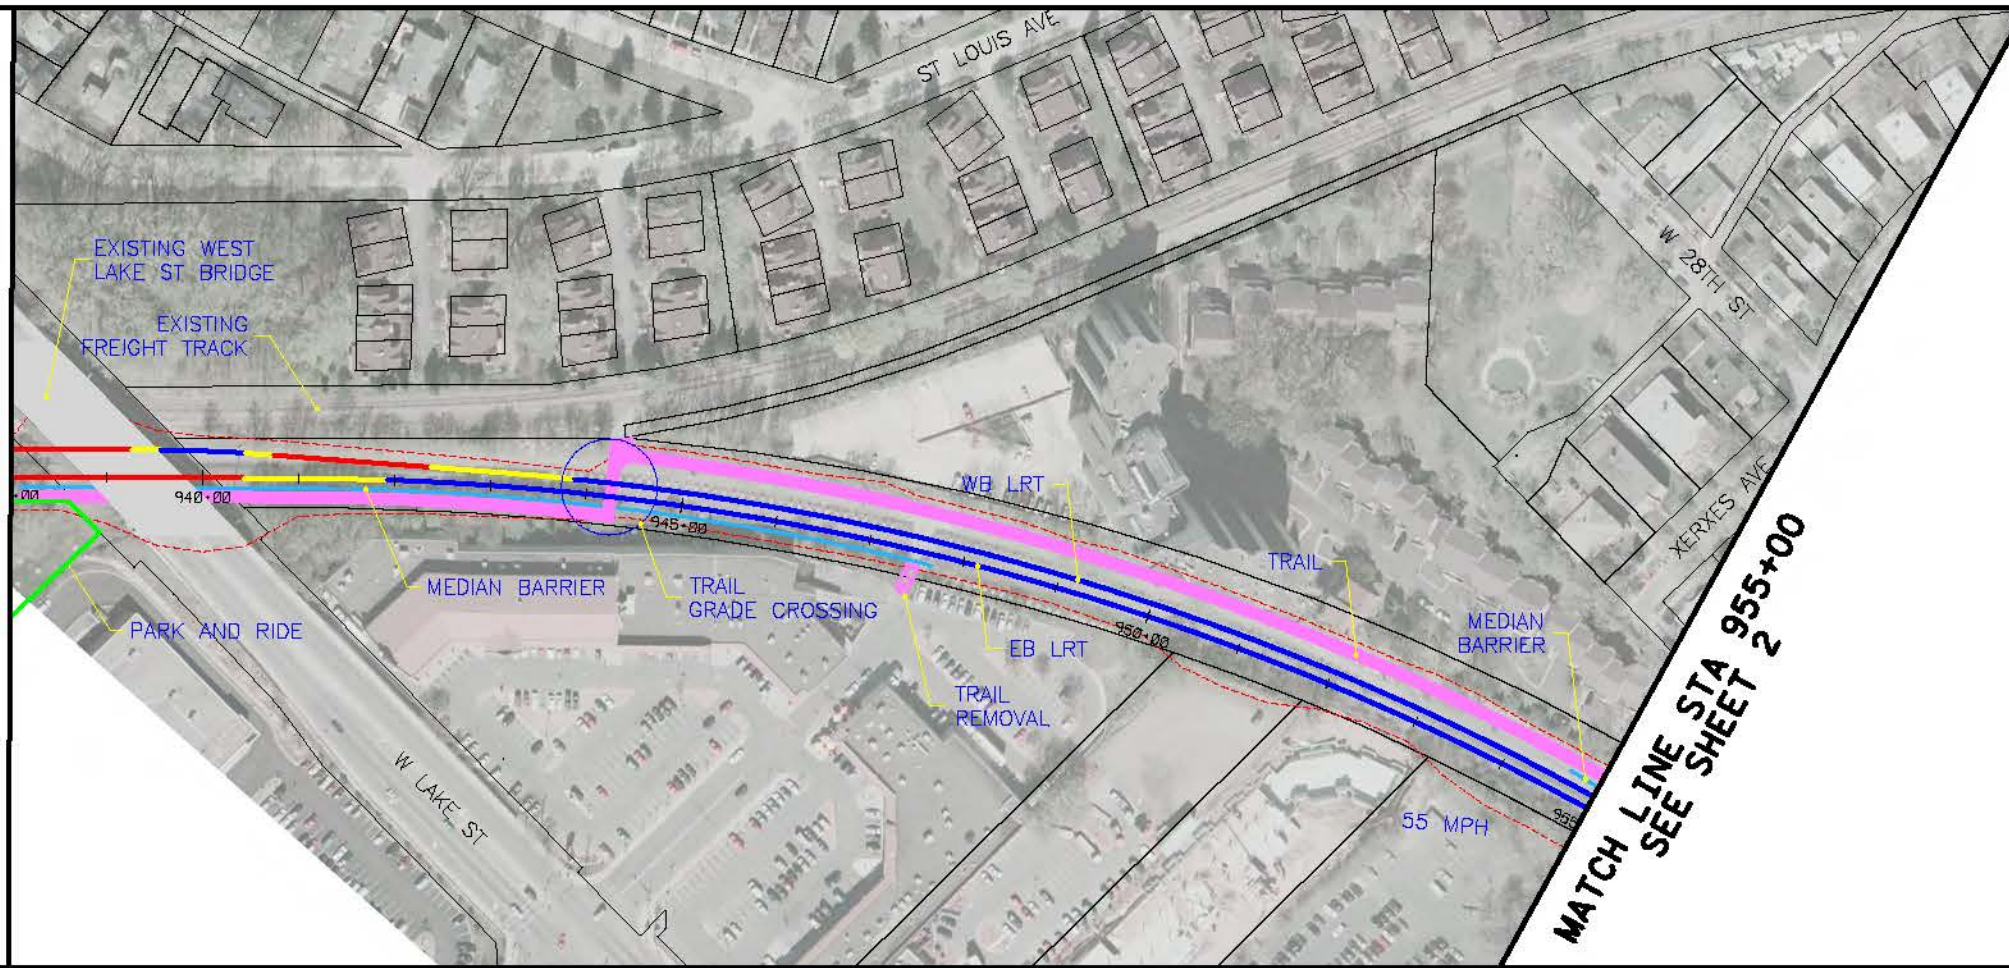 ST LOUIS AVE
EXISTING WEST
LAKE ST BRIDGE
EXISTING
FREIGHT TRACK
W 28TH ST
WB LRT
.00
940+00
945+00
XERXES AVE
TRAIL
MEDIAN BARRIER
TRAIL
GRADE CROSSING
PARK AND RIDE
950+00
EB LRT
MEDIAN
BARRIER
TRAIL
REMOVAL
W LAKE ST
55 MPH
955
MATCH LINE STA 955+00
SEE SHEET 2